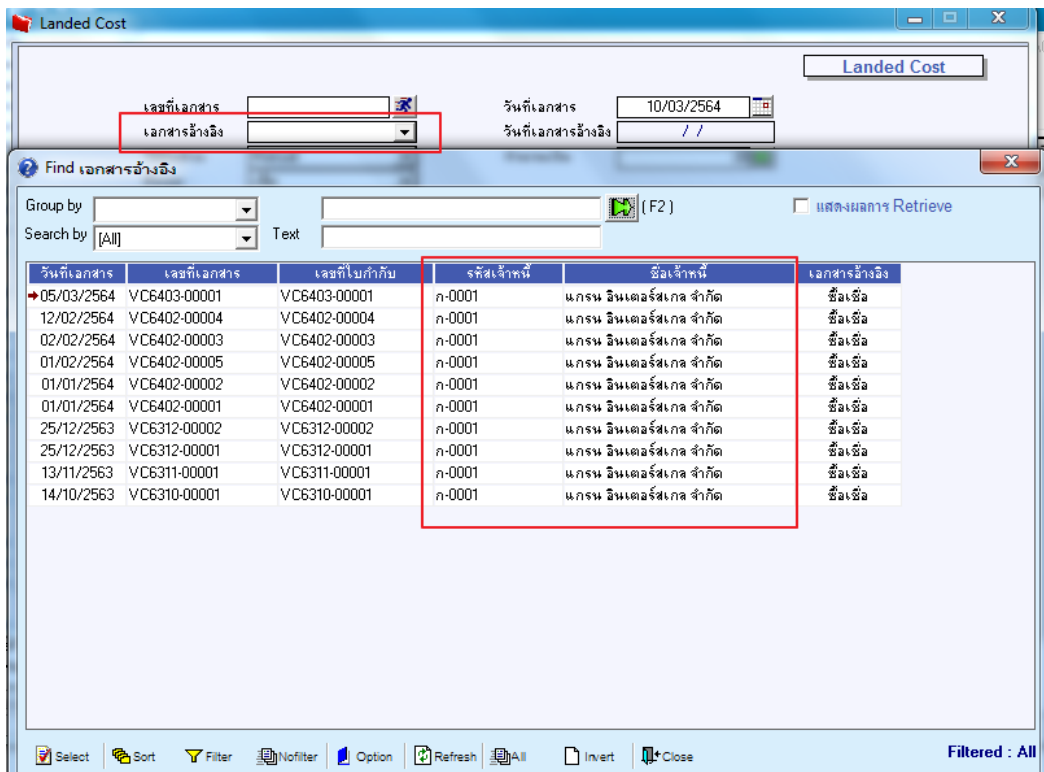 Landed Cost
Landed Cost
เลขที่เอกสาร วันที่เอกสาร 10/03/2564
เอกสารอ้างอิง วันที่เอกสารอ้างอิง / /
Find เอกสารอ้างอิง
Group by ( F2 ) แสดงผลการ Retrieve
Search by [All] Text
วันที่เอกสาร เลขที่เอกสาร เลขที่ใบกำกับ รหัสเจ้าหนี้ ชื่อเจ้าหนี้ เอกสารอ้างอิง
05/03/2564 VC6403-00001 VC6403-00001 ก-0001 แกรน อินเตอร์สเกล จำกัด ซื้อเชื่อ
12/02/2564 VC6402-00004 VC6402-00004 ก-0001 แกรน อินเตอร์สเกล จำกัด ซื้อเชื่อ
02/02/2564 VC6402-00003 VC6402-00003 ก-0001 แกรน อินเตอร์สเกล จำกัด ซื้อเชื่อ
01/02/2564 VC6402-00005 VC6402-00005 ก-0001 แกรน อินเตอร์สเกล จำกัด ซื้อเชื่อ
01/01/2564 VC6402-00002 VC6402-00002 ก-0001 แกรน อินเตอร์สเกล จำกัด ซื้อเชื่อ
01/01/2564 VC6402-00001 VC6402-00001 ก-0001 แกรน อินเตอร์สเกล จำกัด ซื้อเชื่อ
25/12/2563 VC6312-00002 VC6312-00002 ก-0001 แกรน อินเตอร์สเกล จำกัด ซื้อเชื่อ
25/12/2563 VC6312-00001 VC6312-00001 ก-0001 แกรน อินเตอร์สเกล จำกัด ซื้อเชื่อ
13/11/2563 VC6311-00001 VC6311-00001 ก-0001 แกรน อินเตอร์สเกล จำกัด ซื้อเชื่อ
14/10/2563 VC6310-00001 VC6310-00001 ก-0001 แกรน อินเตอร์สเกล จำกัด ซื้อเชื่อ
Select Sort Filter Nofilter Option Refresh All Invert Close Filtered : All